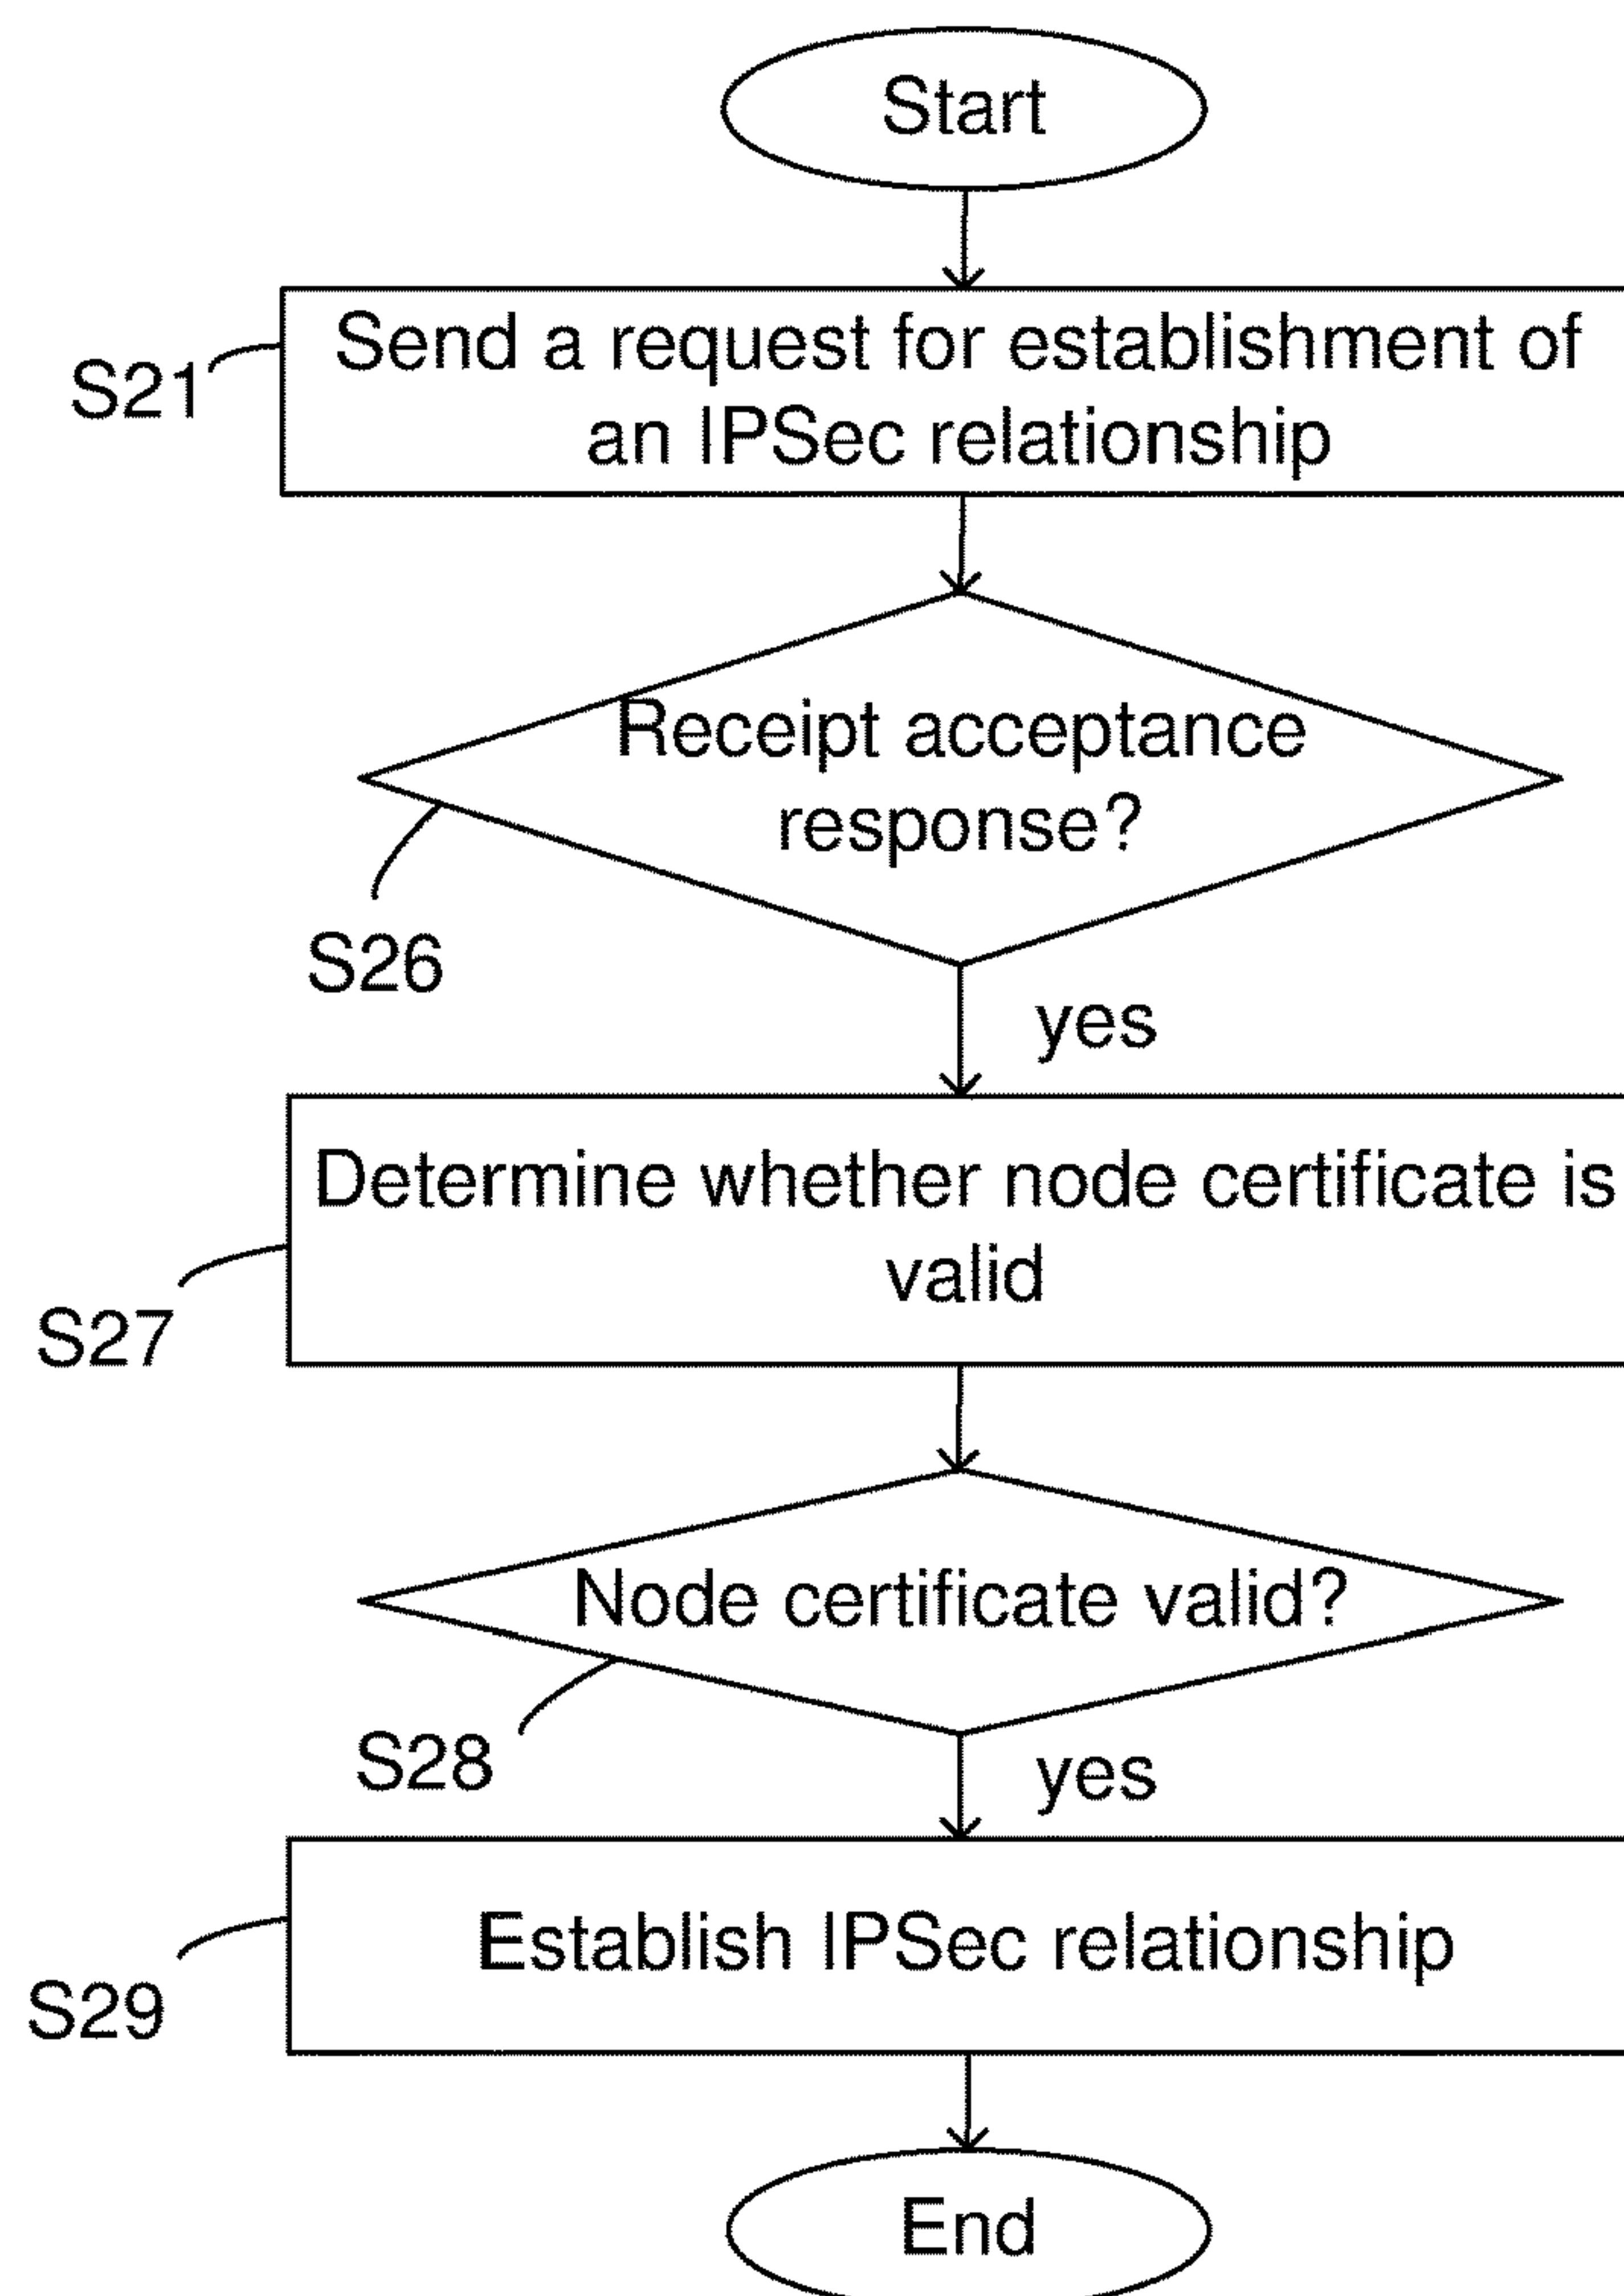 Start
S21
Send a request for establishment of
an IPSec relationship
Receipt acceptance
response?
S26
yes
Determine whether node certificate is
valid
S27
Node certificate valid?
S28
yes
Establish IPSec relationship
S29
End